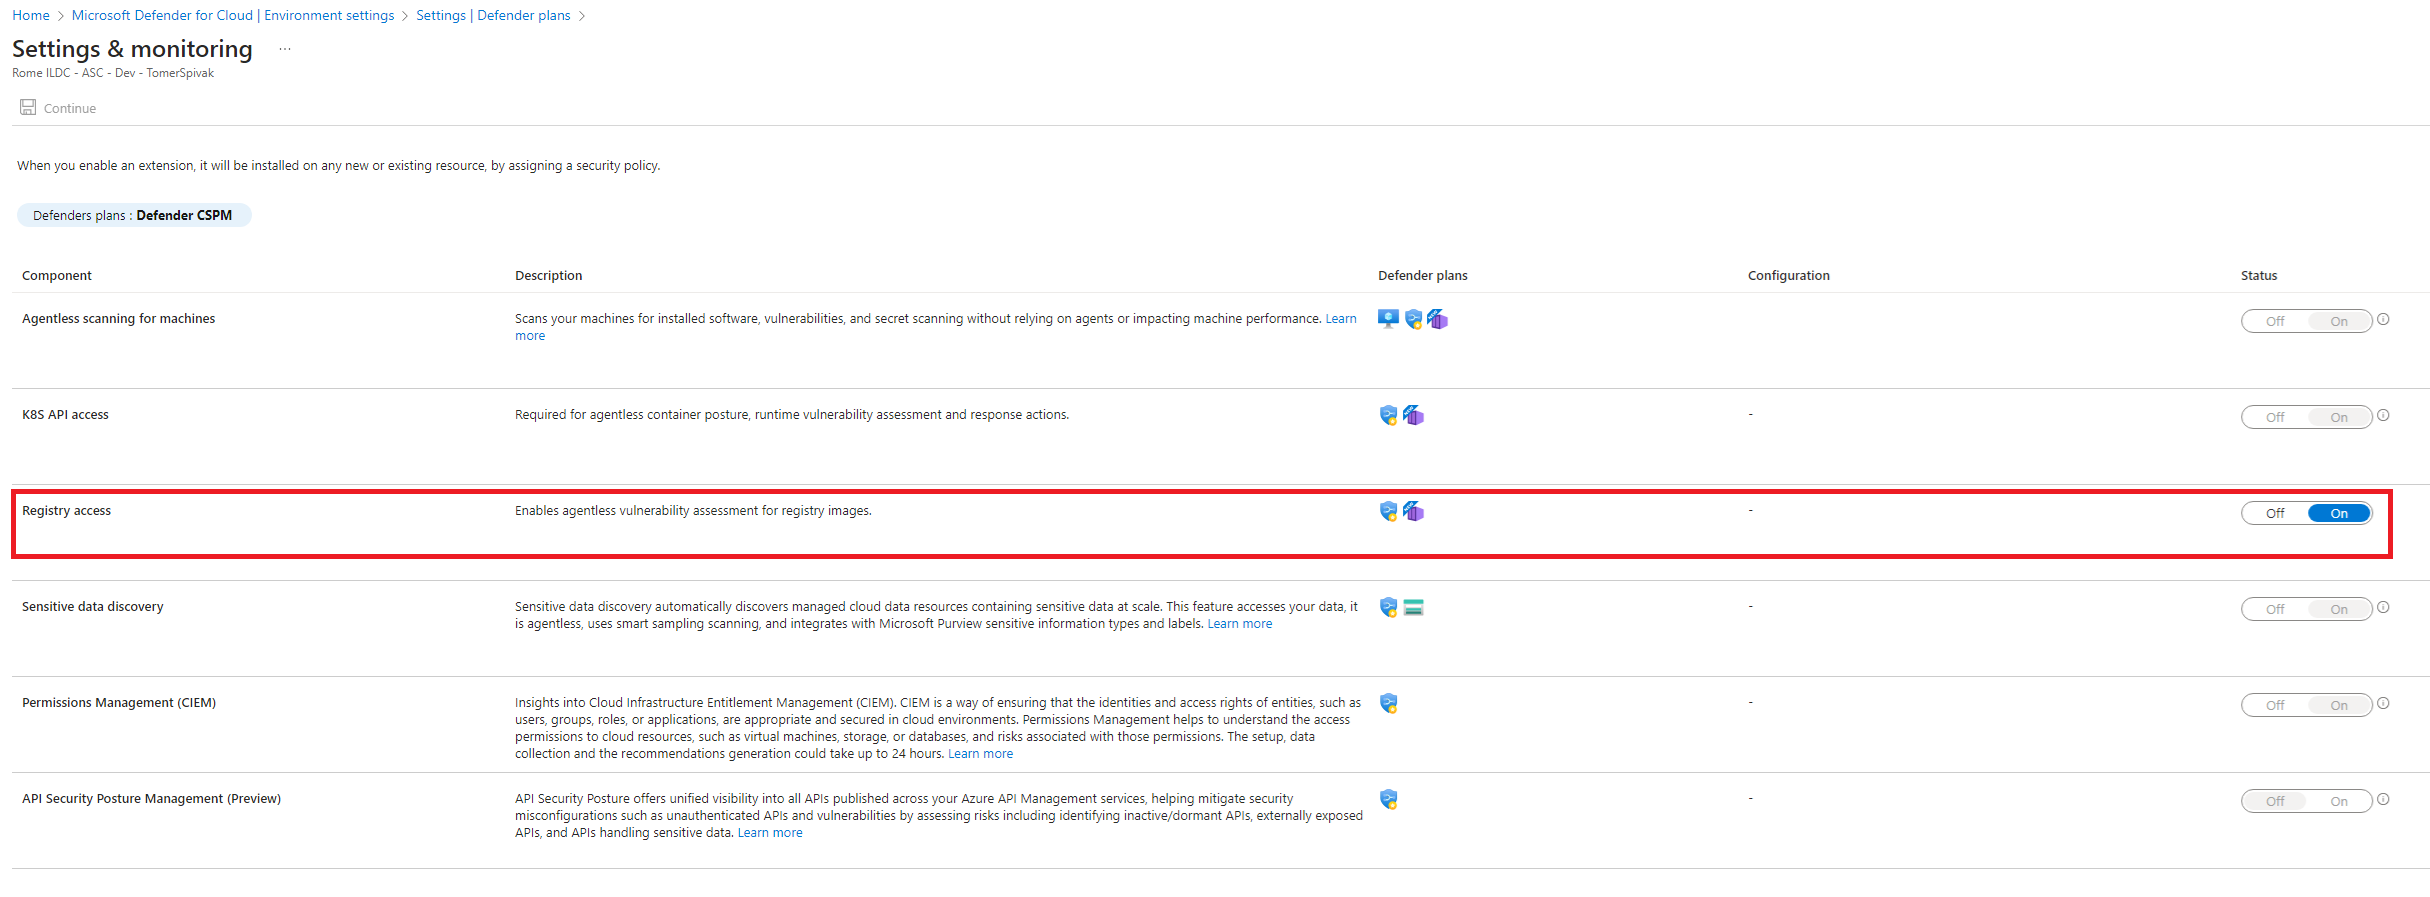 Home > Microsoft Defender for Cloud | Environment settings > Settings | Defender plans >
Settings & monitoring ...
Rome ILDC - ASC - Dev - TomerSpivak
Continue
When you enable an extension, it will be installed on any new or existing resource, by assigning a security policy.
Defenders plans : Defender CSPM
Component Description Defender plans Configuration Status
Agentless scanning for machines
Scans your machines for installed software, vulnerabilities, and secret scanning without relying on agents or impacting machine performance. Learn
more
Off On
K8S API access
Required for agentless container posture, runtime vulnerability assessment and response actions.
-
Off On
Registry access
Enables agentless vulnerability assessment for registry images.
-
Off On
Sensitive data discovery
Sensitive data discovery automatically discovers managed cloud data resources containing sensitive data at scale. This feature accesses your data, it
is agentless, uses smart sampling scanning, and integrates with Microsoft Purview sensitive information types and labels. Learn more
-
Off On
Permissions Management (CIEM)
Insights into Cloud Infrastructure Entitlement Management (CIEM). CIEM is a way of ensuring that the identities and access rights of entities, such as
users, groups, roles, or applications, are appropriate and secured in cloud environments. Permissions Management helps to understand the access
permissions to cloud resources, such as virtual machines, storage, or databases, and risks associated with those permissions. The setup, data
collection and the recommendations generation could take up to 24 hours. Learn more
-
Off On
API Security Posture Management (Preview)
API Security Posture offers unified visibility into all APIs published across your Azure API Management services, helping mitigate security
misconfigurations such as unauthenticated APIs and vulnerabilities by assessing risks including identifying inactive/dormant APIs, externally exposed
APIs, and APIs handling sensitive data. Learn more
-
Off On